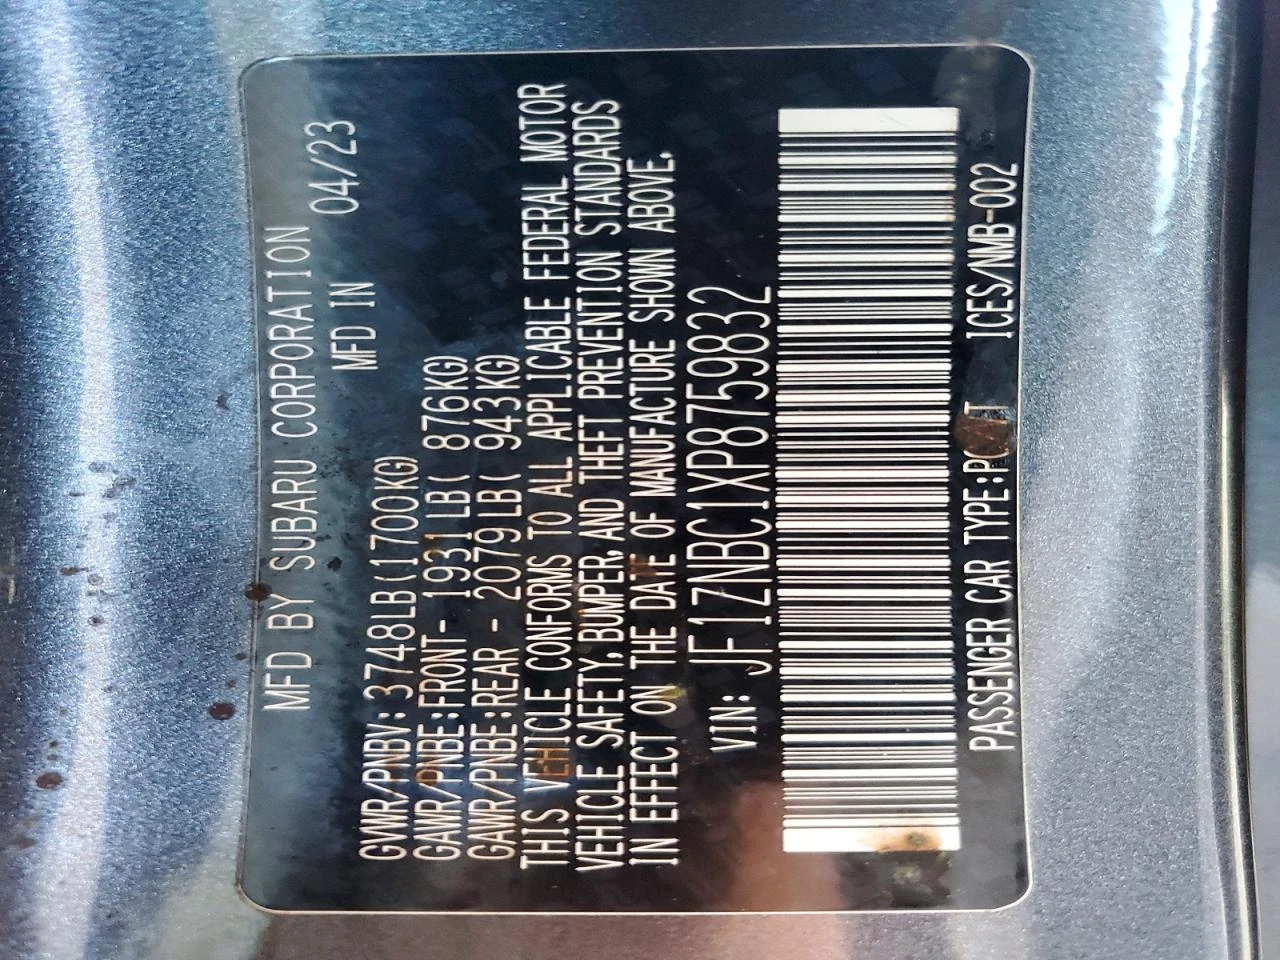 MFD BY SUBARU CORPORATION
MFD IN 04/23
GVWR/PNBV: 3748LB(1700KG)
GAWR/PNBE:FRONT- 1931LB( 876KG)
GAWR/PNBE:REAR - 2079LB( 943KG)
THIS VEHICLE CONFORMS TO ALL APPLICABLE FEDERAL MOTOR
VEHICLE SAFETY, BUMPER, AND THEFT PREVENTION STANDARDS
IN EFFECT ON THE DATE OF MANUFACTURE SHOWN ABOVE.
VIN: JF1ZNBC1XP8759832
PASSENGER CAR TYPE: ICES/NMB-002